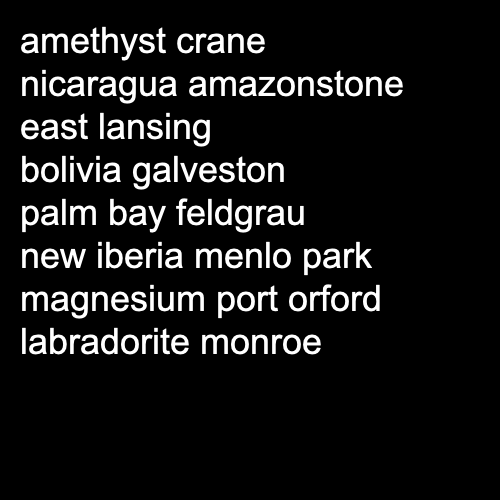 amethyst crane
nicaragua amazonstone
east lansing
bolivia galveston
palm bay feldgrau
new iberia menlo park
magnesium port orford
labradorite monroe